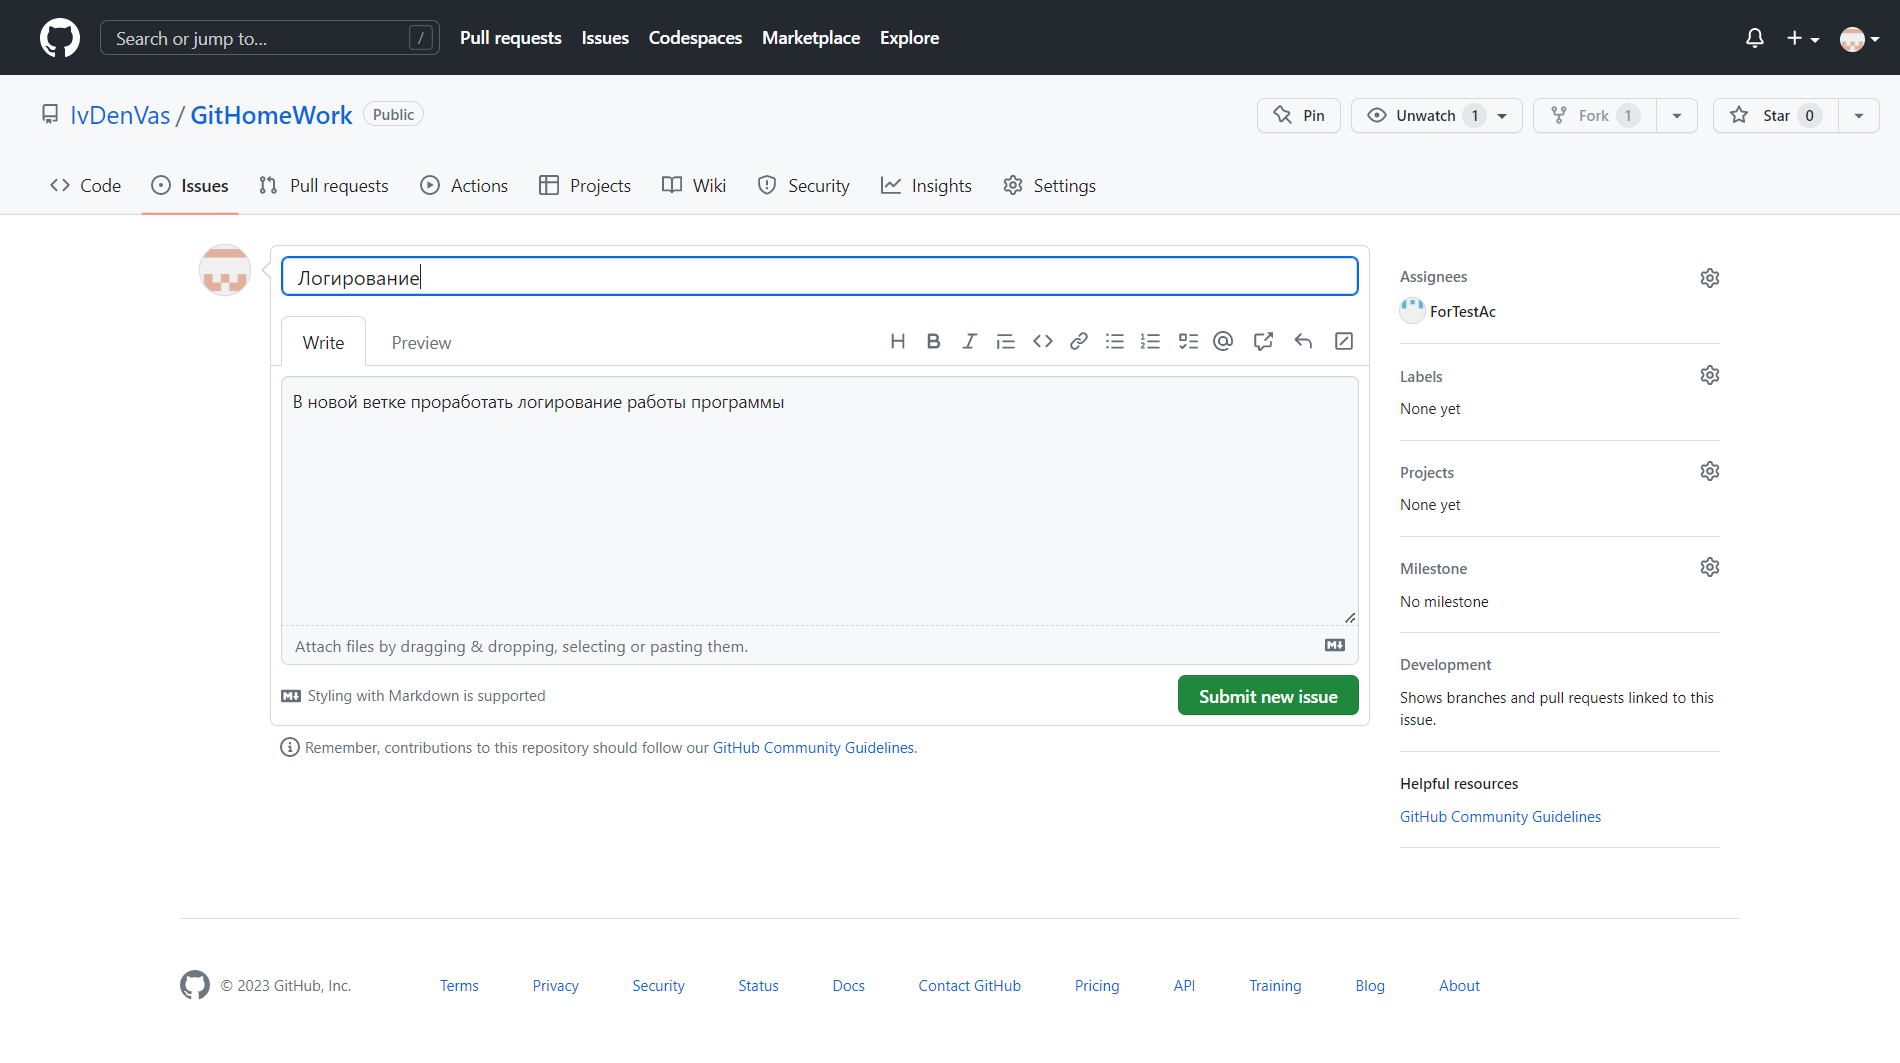 Search or jump to... /
Pull requests Issues Codespaces Marketplace Explore
IvDenVas / GitHomeWork Public
Pin Unwatch 1 Fork 1 Star 0
Code Issues Pull requests Actions Projects Wiki Security Insights Settings
Логирование
Write Preview
В новой ветке проработать логирование работы программы
Attach files by dragging & dropping, selecting or pasting them.
Styling with Markdown is supported
Submit new issue
Remember, contributions to this repository should follow our GitHub Community Guidelines.
Assignees
ForTestAc
Labels
None yet
Projects
None yet
Milestone
No milestone
Development
Shows branches and pull requests linked to this
issue.
Helpful resources
GitHub Community Guidelines
© 2023 GitHub, Inc. Terms Privacy Security Status Docs Contact GitHub Pricing API Training Blog About